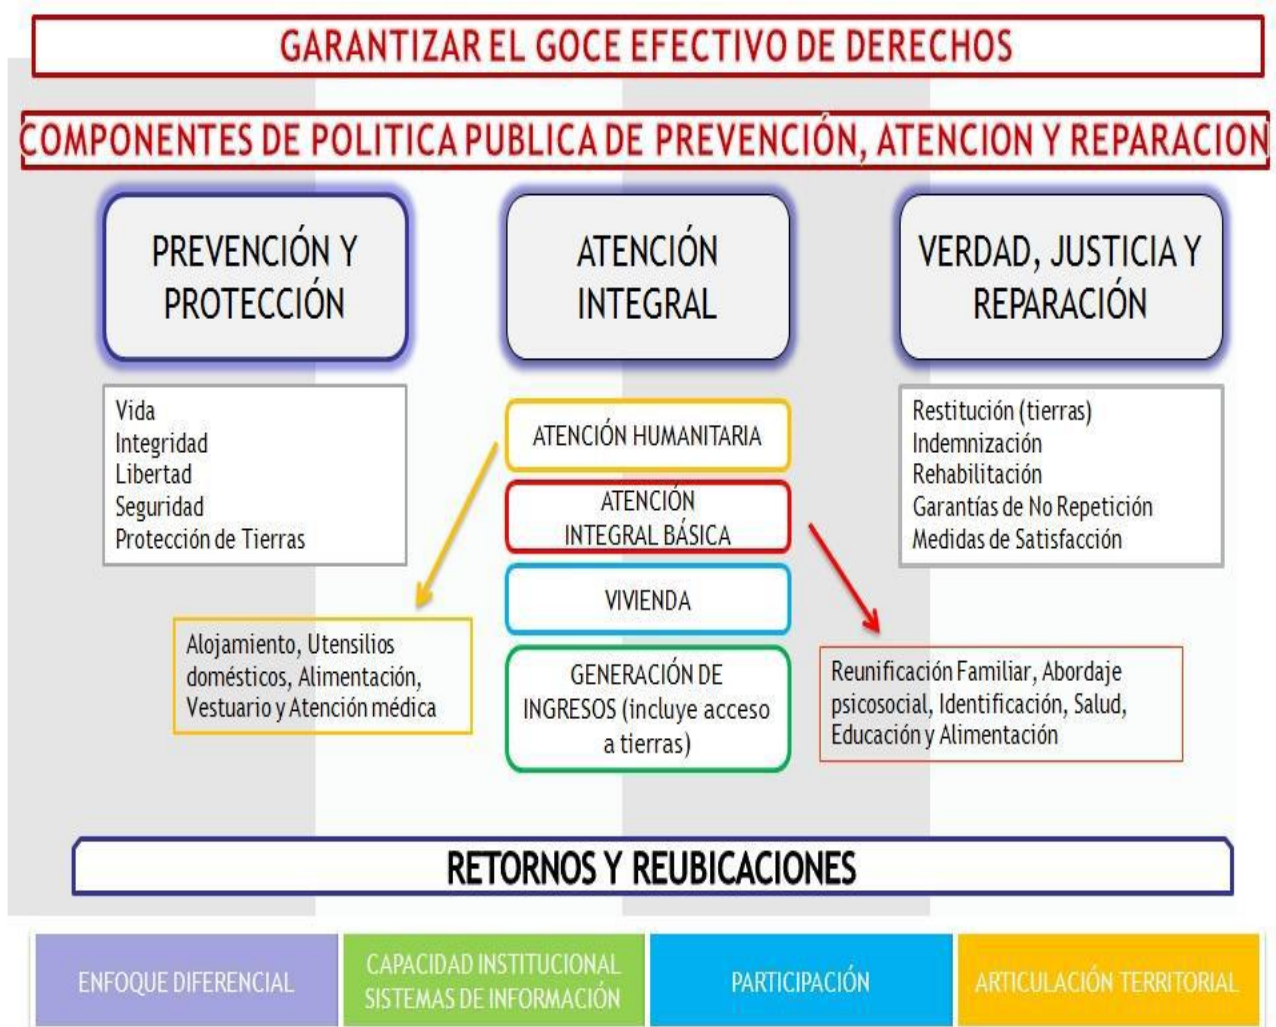 GARANTIZAR EL GOCE EFECTIVO DE DERECHOS
COMPONENTES DE POLITICA PUBLICA DE PREVENCIÓN, ATENCION Y REPARACION
PREVENCIÓN Y
PROTECCIÓN
Vida
Integridad
Libertad
Seguridad
Protección de Tierras
ATENCIÓN
INTEGRAL
ATENCIÓN HUMANITARIA
ATENCIÓN
INTEGRAL BÁSICA
VIVIENDA
GENERACIÓN DE
INGRESOS (incluye acceso
a tierras)
VERDAD, JUSTICIA Y
REPARACIÓN
Restitución (tierras)
Indemnización
Rehabilitación
Garantías de No Repetición
Medidas de Satisfacción
Alojamiento, Utensilios
domésticos, Alimentación,
Vestuario y Atención médica
Reunificación Familiar, Abordaje
psicosocial, Identificación, Salud,
Educación y Alimentación
RETORNOS Y REUBICACIONES
ENFOQUE DIFERENCIAL
CAPACIDAD INSTITUCIONAL
SISTEMAS DE INFORMACIÓN
PARTICIPACIÓN
ARTICULACIÓN TERRITORIAL